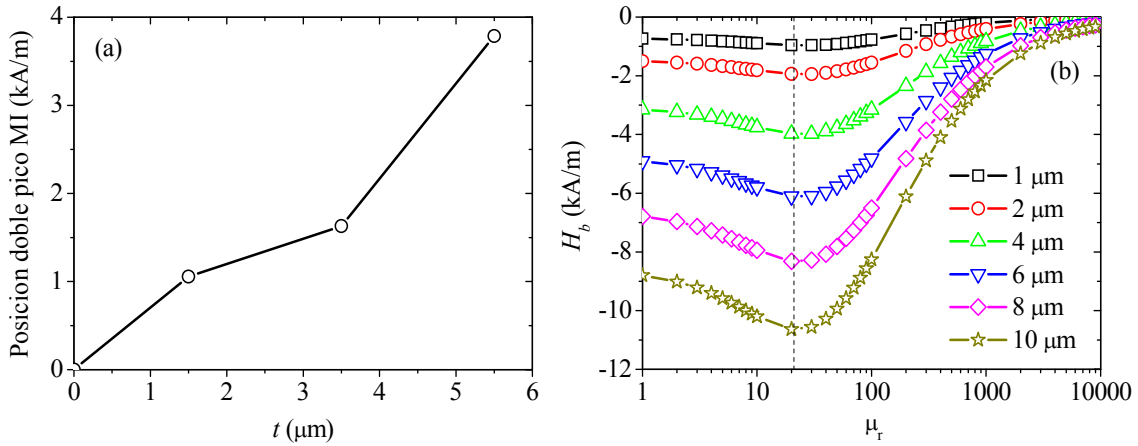 (a)
Posicion doble pico MI (kA/m)
4
3
2
1
0
0 1 2 3 4 5 6
t (μm)
(b)
H_b (kA/m)
0
-2
-4
-6
-8
-10
-12
1 μm
2 μm
4 μm
6 μm
8 μm
10 μm
1 10 100 1000 10000
μ_r